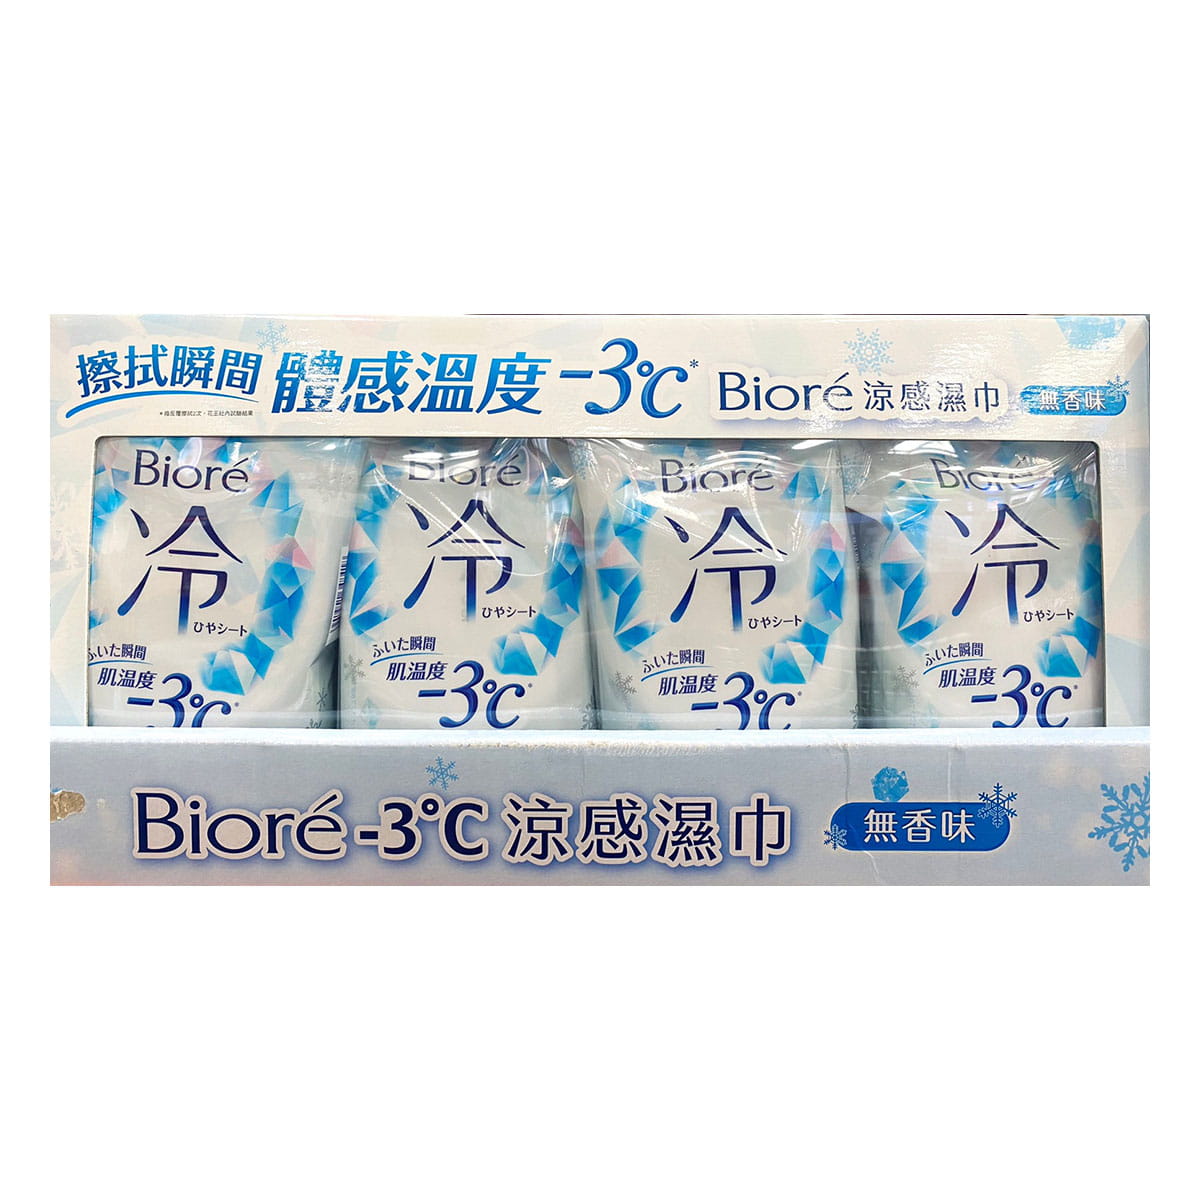 擦拭瞬間 體感溫度-3℃* Bioré 涼感濕巾 無香味
Bioré
冷
ひやシート
ふいた瞬間
肌温度
-3℃*
Bioré
冷
ひやシート
ふいた瞬間
肌温度
-3℃*
Bioré
冷
ひやシート
ふいた瞬間
肌温度
-3℃*
Bioré
冷
ひやシート
ふいた瞬間
肌温度
-3℃*
Bioré -3℃ 涼感濕巾 無香味